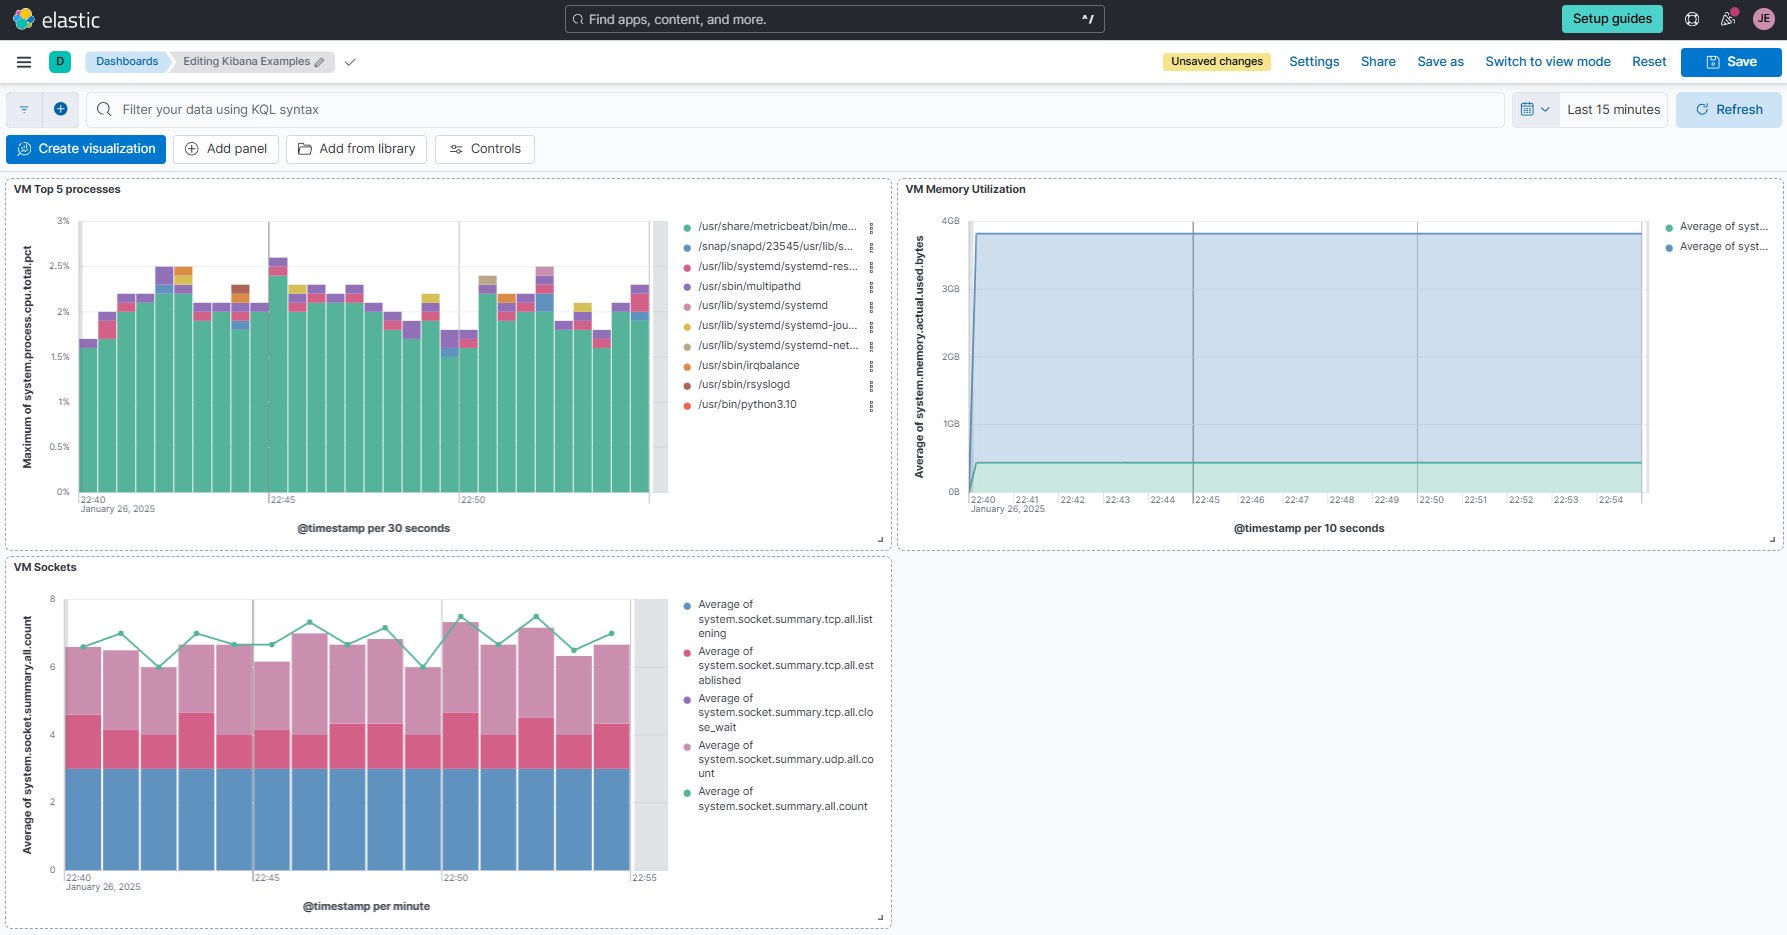 elastic
Find apps, content, and more.
^/
Setup guides
JE
D
Dashboards
Editing Kibana Examples
Unsaved changes
Settings
Share
Save as
Switch to view mode
Reset
Save
Filter your data using KQL syntax
Last 15 minutes
Refresh
Create visualization
Add panel
Add from library
Controls
VM Top 5 processes
Maximum of system.process.cpu.total.pct
3%
2.5%
2%
1.5%
1%
0.5%
0%
22:40
22:45
22:50
January 26, 2025
@timestamp per 30 seconds
/usr/share/metricbeat/bin/me...
/snap/snapd/23545/usr/lib/s...
/usr/lib/systemd/systemd-res...
/usr/sbin/multipathd
/usr/lib/systemd/systemd
/usr/lib/systemd/systemd-jou...
/usr/lib/systemd/systemd-net...
/usr/sbin/irqbalance
/usr/sbin/rsyslogd
/usr/bin/python3.10
VM Memory Utilization
Average of system.memory.actual.used.bytes
4GB
3GB
2GB
1GB
0B
22:40
22:41
22:42
22:43
22:44
22:45
22:46
22:47
22:48
22:49
22:50
22:51
22:52
22:53
22:54
January 26, 2025
@timestamp per 10 seconds
Average of syst...
Average of syst...
VM Sockets
Average of system.socket.summary.all.count
8
6
4
2
0
22:40
22:45
22:50
22:55
January 26, 2025
@timestamp per minute
Average of
system.socket.summary.tcp.all.list
ening
Average of
system.socket.summary.tcp.all.est
ablished
Average of
system.socket.summary.tcp.all.clo
se_wait
Average of
system.socket.summary.udp.all.co
unt
Average of
system.socket.summary.all.count